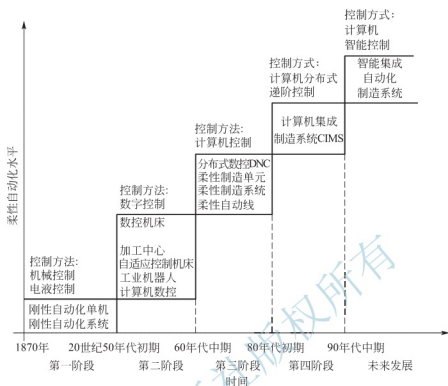 控制方式：
计算机
智能控制
智能集成
自动化
制造系统
控制方式：
计算机分布式
递阶控制
计算机集成
制造系统CIMS
控制方法：
计算机控制
分布式数控DNC
柔性制造单元
柔性制造系统
柔性自动线
控制方法：
数字控制
数控机床
加工中心
自适应控制机床
工业机器人
计算机数控
控制方法：
机械控制
电液控制
刚性自动化单机
刚性自动化系统
柔性自动化水平
1870年 20世纪50年代初期 60年代中期 80年代初期 90年代中期
第一阶段 第二阶段 第三阶段 第四阶段 未来发展
时间
社版权所有